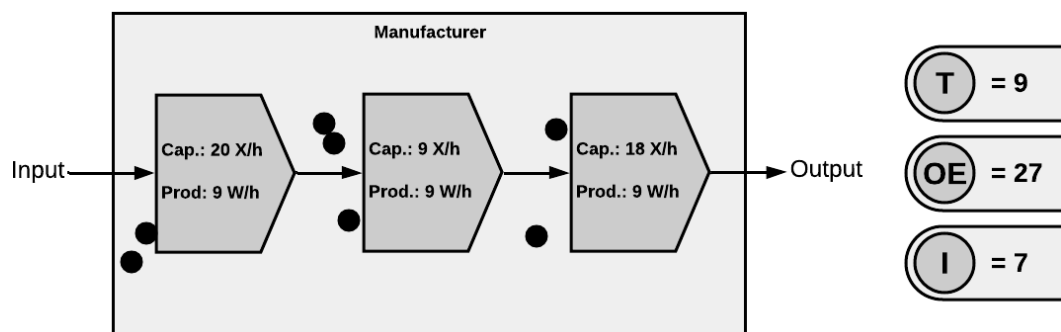 Manufacturer
Input
Cap.: 20 X/h
Prod: 9 W/h
Cap.: 9 X/h
Prod.: 9 W/h
Cap.: 18 X/h
Prod.: 9 W/h
Output
T = 9
OE = 27
I = 7